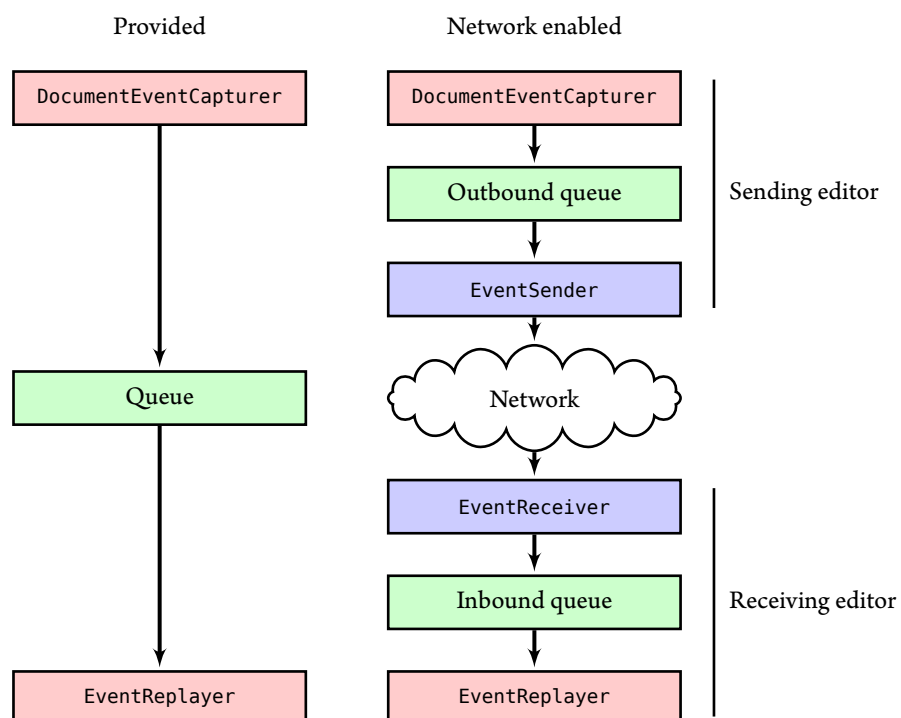 Provided
DocumentEventCapturer
Queue
EventReplayer
Network enabled
DocumentEventCapturer
Outbound queue
EventSender
Network
EventReceiver
Inbound queue
EventReplayer
Sending editor
Receiving editor